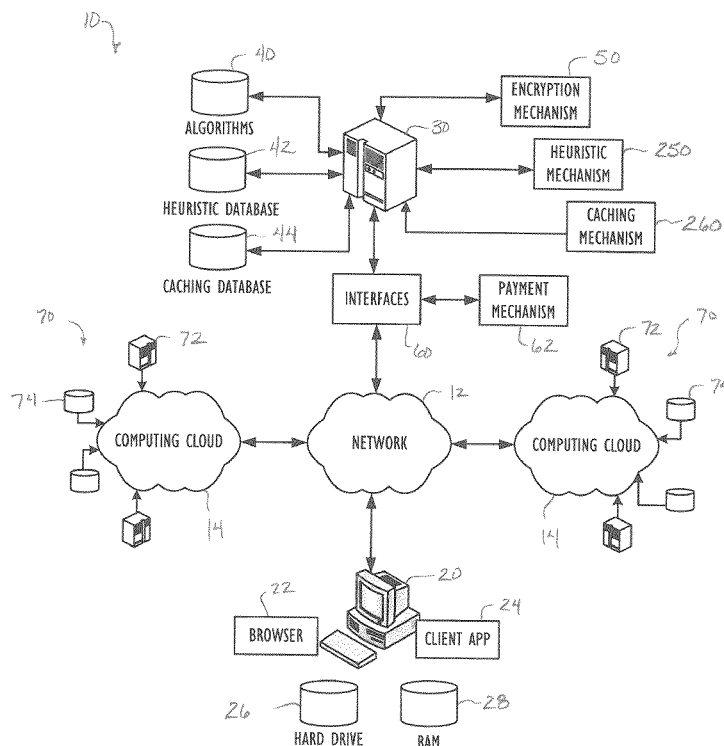 10
40
50
ENCRYPTION
MECHANISM
ALGORITHMS
30
42
HEURISTIC
MECHANISM
250
HEURISTIC DATABASE
44
CACHING
MECHANISM
260
CACHING DATABASE
INTERFACES
PAYMENT
MECHANISM
60
62
70
72
72
70
74
12
COMPUTING CLOUD
NETWORK
COMPUTING CLOUD
14
14
20
22
24
BROWSER
CLIENT APP
26
28
HARD DRIVE
RAM